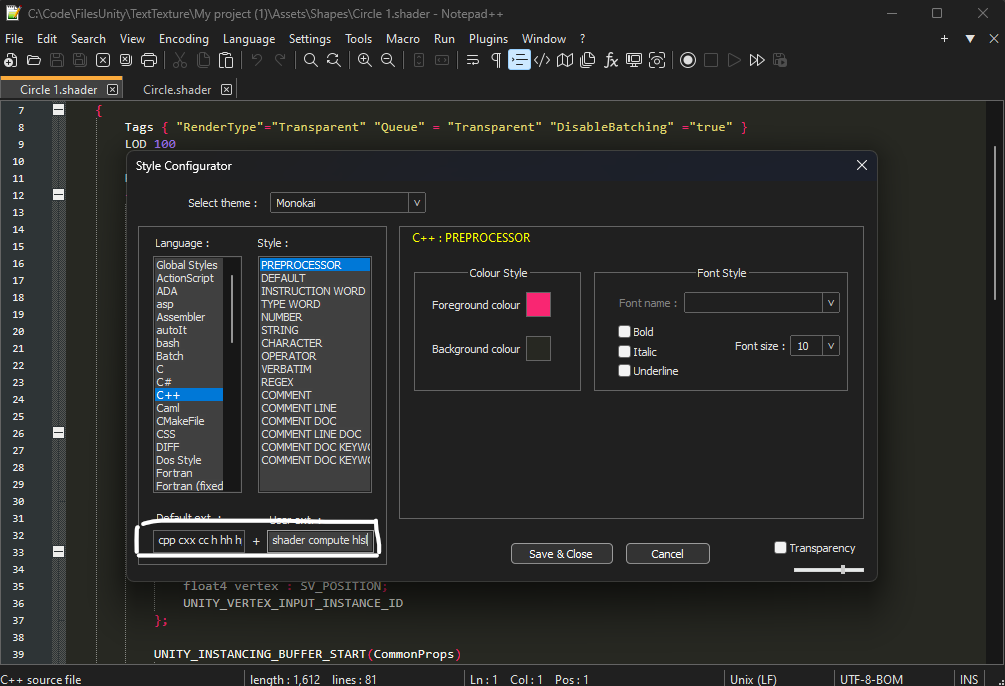 C:\Code\FilesUnity\TextTexture\My project (1)\Assets\Shapes\Circle 1.shader - Notepad++
File Edit Search View Encoding Language Settings Tools Macro Run Plugins Window ?
Circle 1.shader Circle.shader
7 {
8 Tags { "RenderType"="Transparent" "Queue" = "Transparent" "DisableBatching" ="true" }
9 LOD 100
10
11
12
13
14
15
16
17
18
19
20
21
22
23
24
25
26
27
28
29
30
31
32
33
34
35 float4 vertex : SV_POSITION;
36 UNITY_VERTEX_INPUT_INSTANCE_ID
37 };
38
39 UNITY_INSTANCING_BUFFER_START(CommonProps)
Style Configurator
Select theme : Monokai
Language :
Global Styles
ActionScript
ADA
asp
Assembler
autoIt
bash
Batch
C
C#
C++
Caml
CMakeFile
CSS
DIFF
Dos Style
Fortran
Fortran (fixed
Style :
PREPROCESSOR
DEFAULT
INSTRUCTION WORD
TYPE WORD
NUMBER
STRING
CHARACTER
OPERATOR
VERBATIM
REGEX
COMMENT
COMMENT LINE
COMMENT DOC
COMMENT LINE DOC
COMMENT DOC KEYWO
COMMENT DOC KEYWO
Default ext. : User ext. :
cpp cxx cc h hh h + shader compute hlsl
C++ : PREPROCESSOR
Colour Style
Foreground colour
Background colour
Font Style
Font name :
Bold
Italic
Underline
Font size : 10
Save & Close Cancel
Transparency
C++ source file length : 1,612 lines : 81 Ln : 1 Col : 1 Pos : 1 Unix (LF) UTF-8-BOM INS